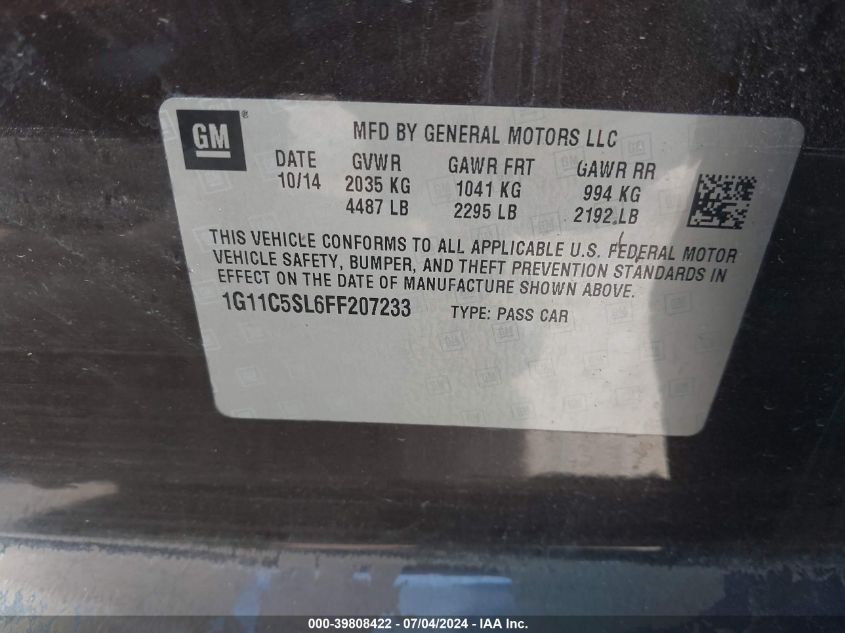 GM ®
MFD BY GENERAL MOTORS LLC
DATE GVWR GAWR FRT GAWR RR
10/14 2035 KG 1041 KG 994 KG
4487 LB 2295 LB 2192 LB
THIS VEHICLE CONFORMS TO ALL APPLICABLE U.S. FEDERAL MOTOR
VEHICLE SAFETY, BUMPER, AND THEFT PREVENTION STANDARDS IN
EFFECT ON THE DATE OF MANUFACTURE SHOWN ABOVE.
1G11C5SL6FF207233 TYPE: PASS CAR
000-39808422 - 07/04/2024 - IAA Inc.